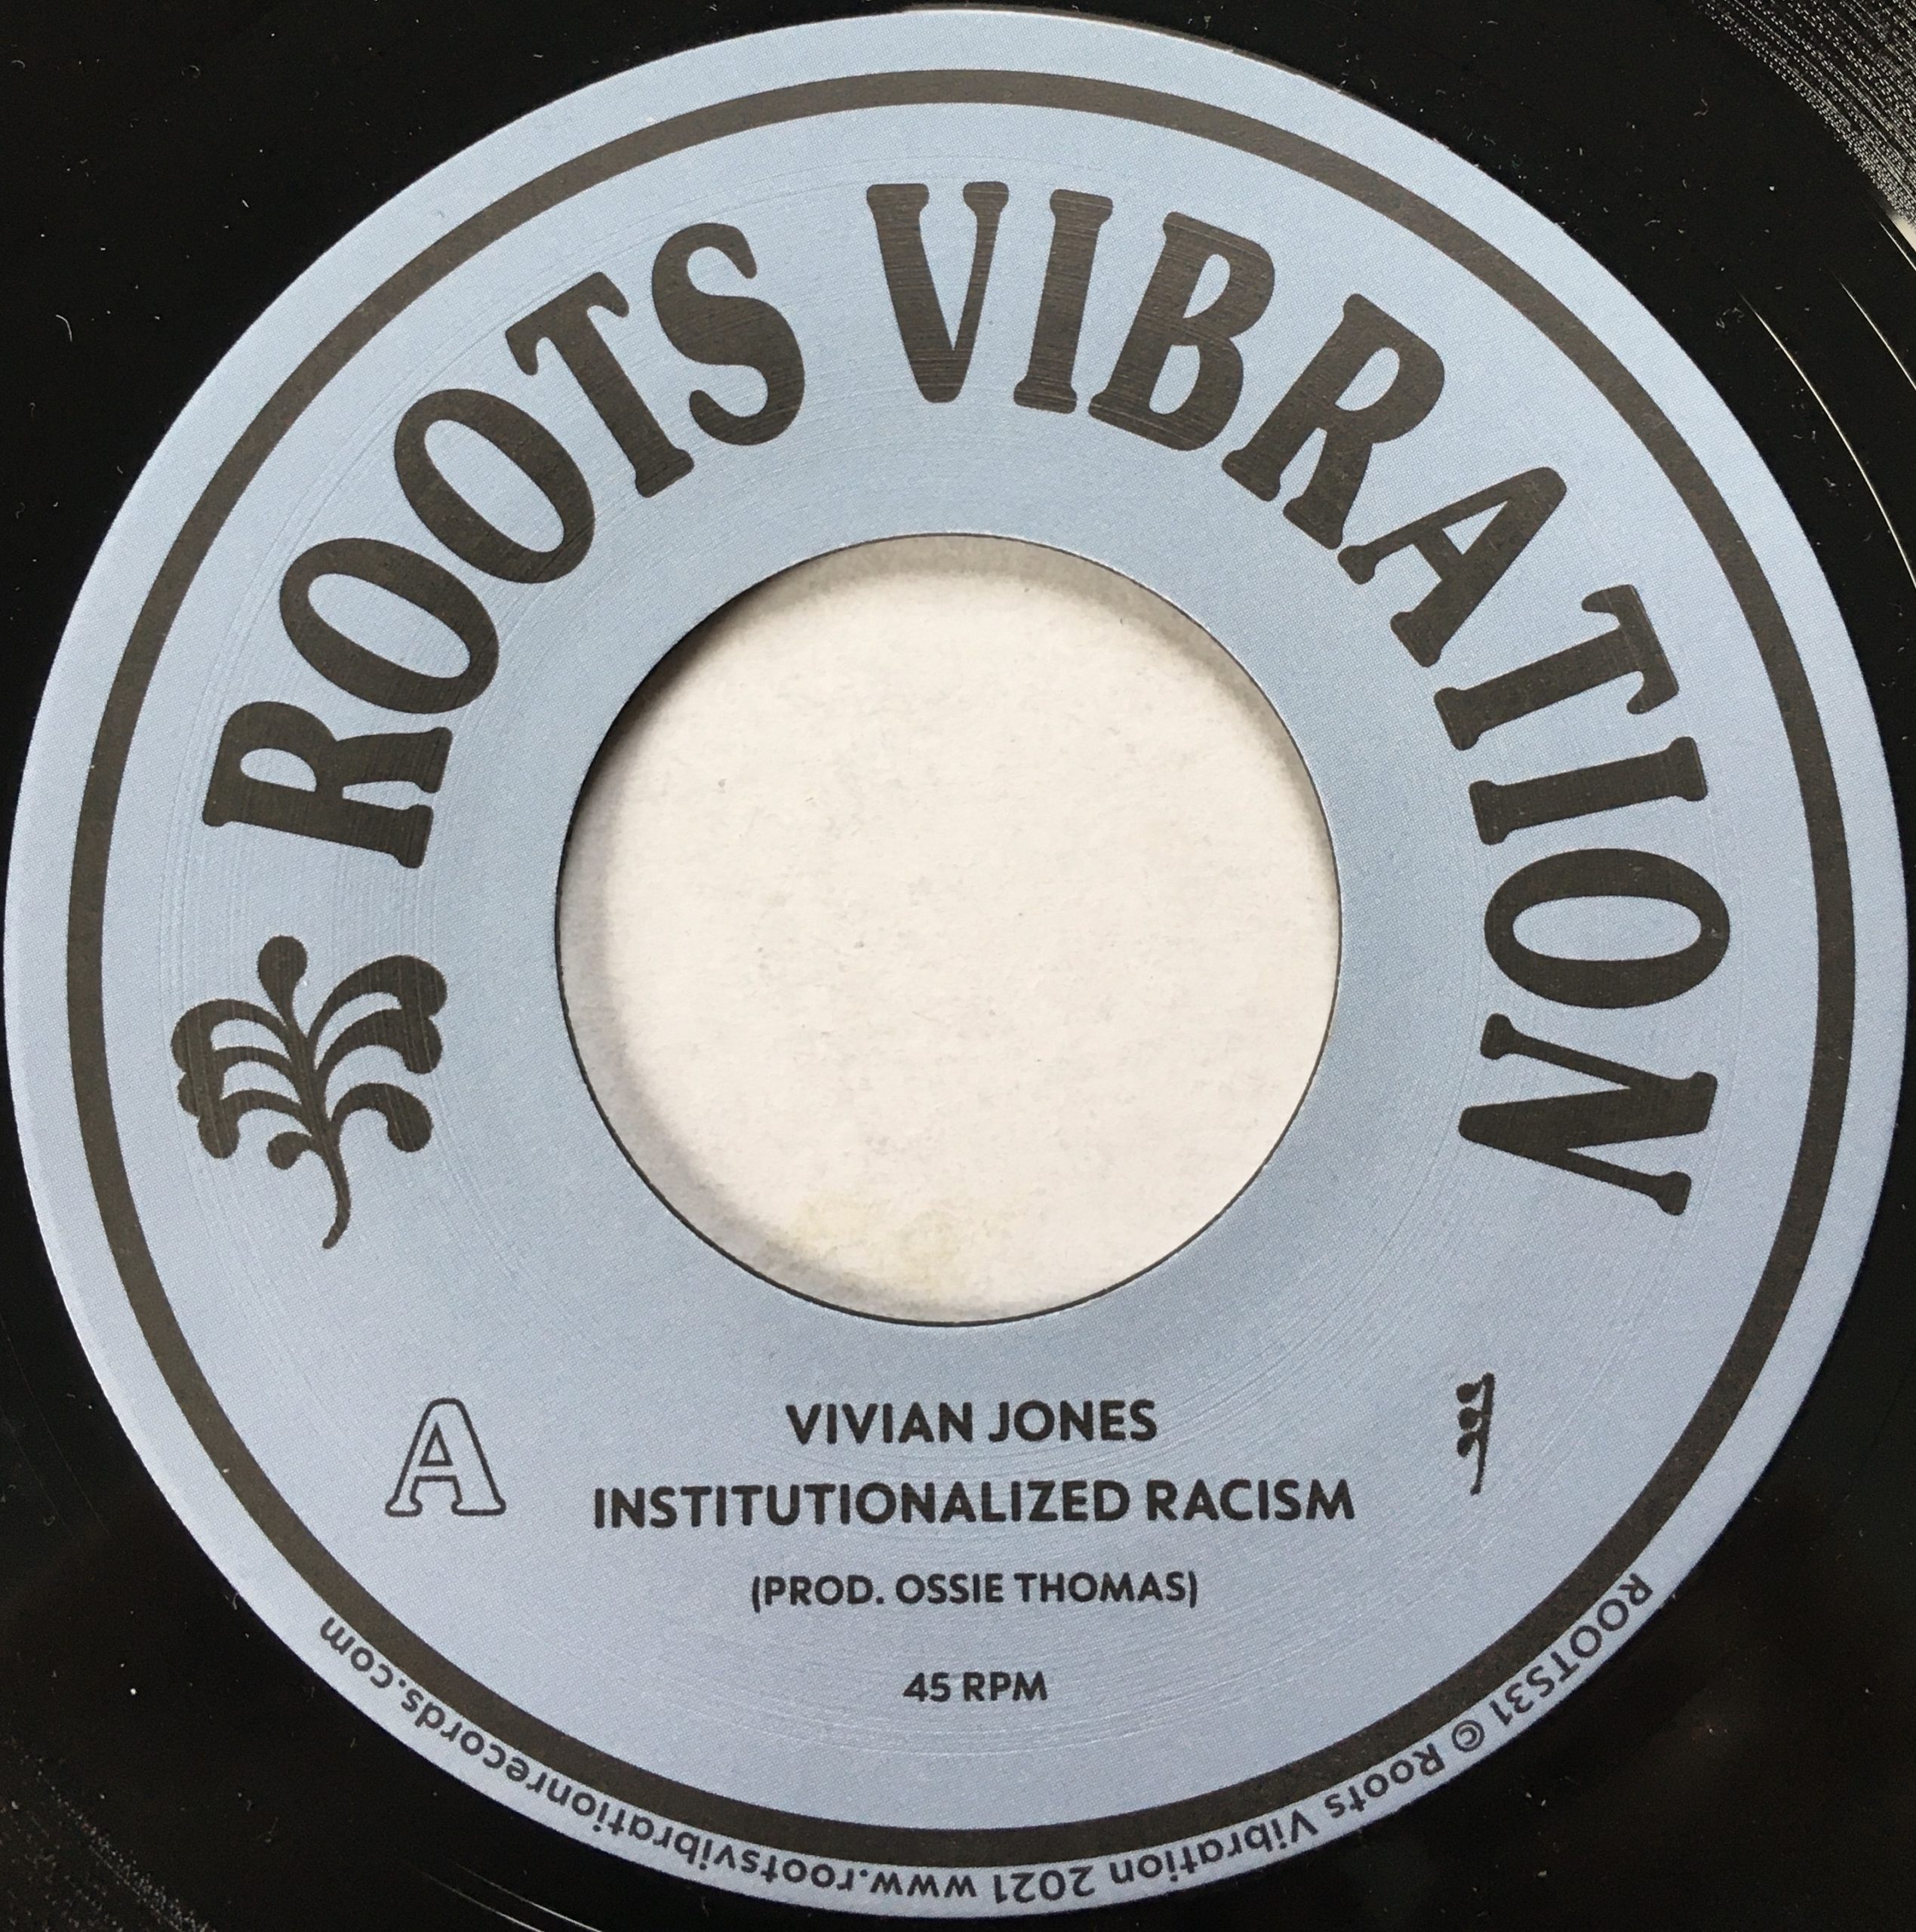 ROOTS VIBRATION
A
VIVIAN JONES
INSTITUTIONALIZED RACISM
(PROD. OSSIE THOMAS)
45 RPM
ROOTS31 © Roots Vibration 2021 www.rootsvibrationrecords.com